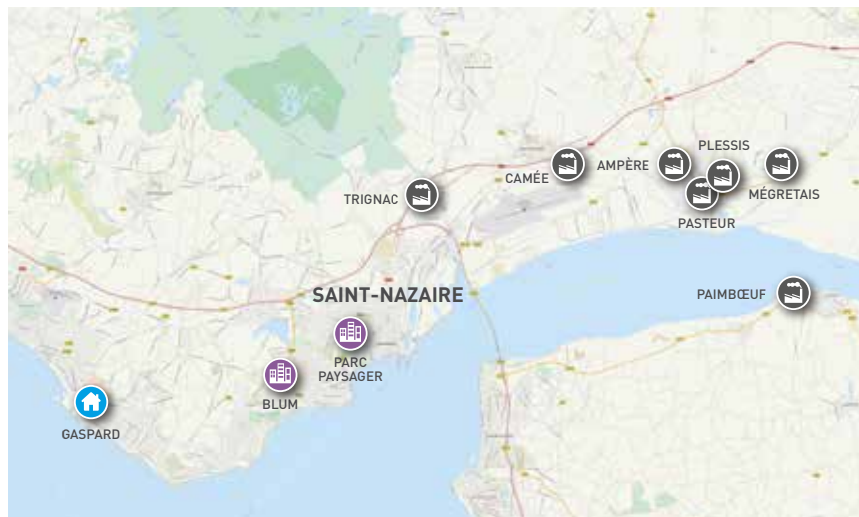 PLESSIS
CAMÉE
AMPÈRE
TRIGNAC
MÉGRETAIS
PASTEUR
SAINT-NAZAIRE
PAIMBŒUF
PARC
PAYSAGER
BLUM
GASPARD